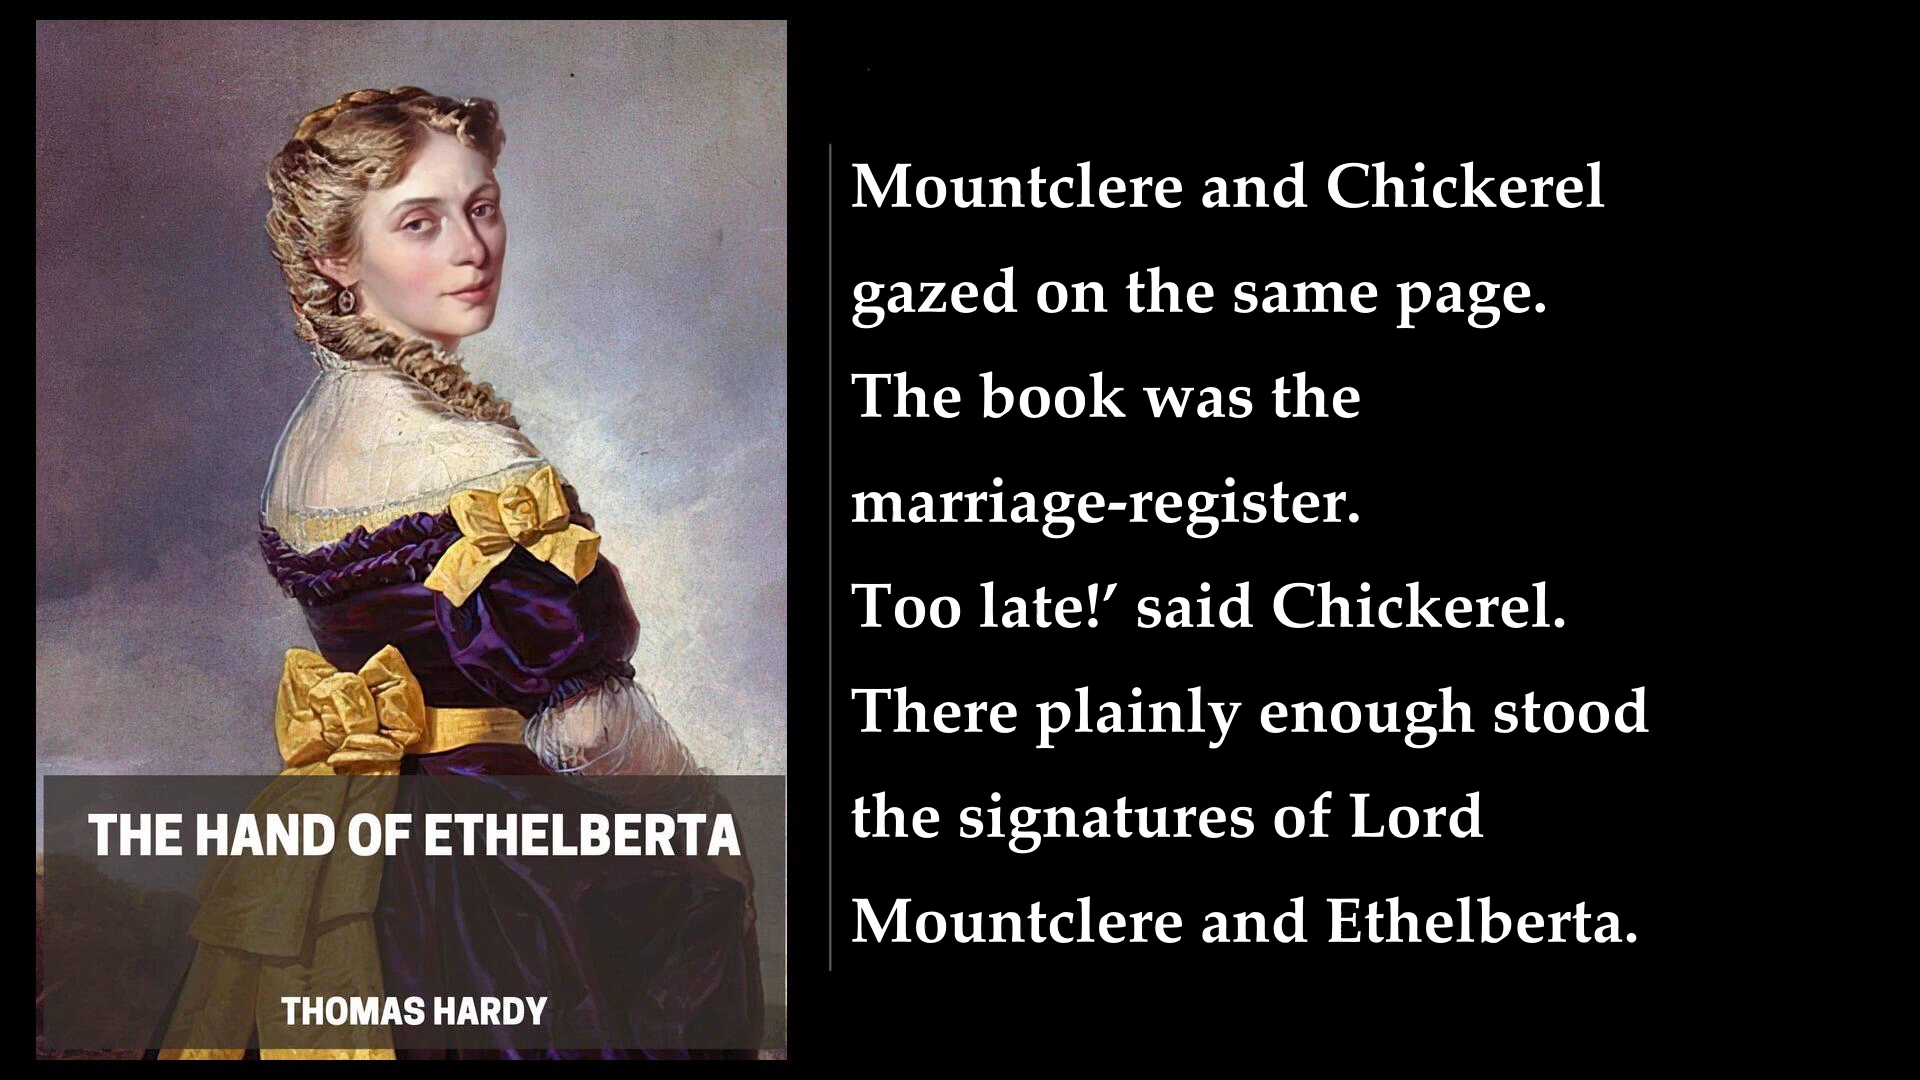 THE HAND OF ETHELBERTA
THOMAS HARDY
Mountclere and Chickerel
gazed on the same page.
The book was the
marriage-register.
Too late!’ said Chickerel.
There plainly enough stood
the signatures of Lord
Mountclere and Ethelberta.